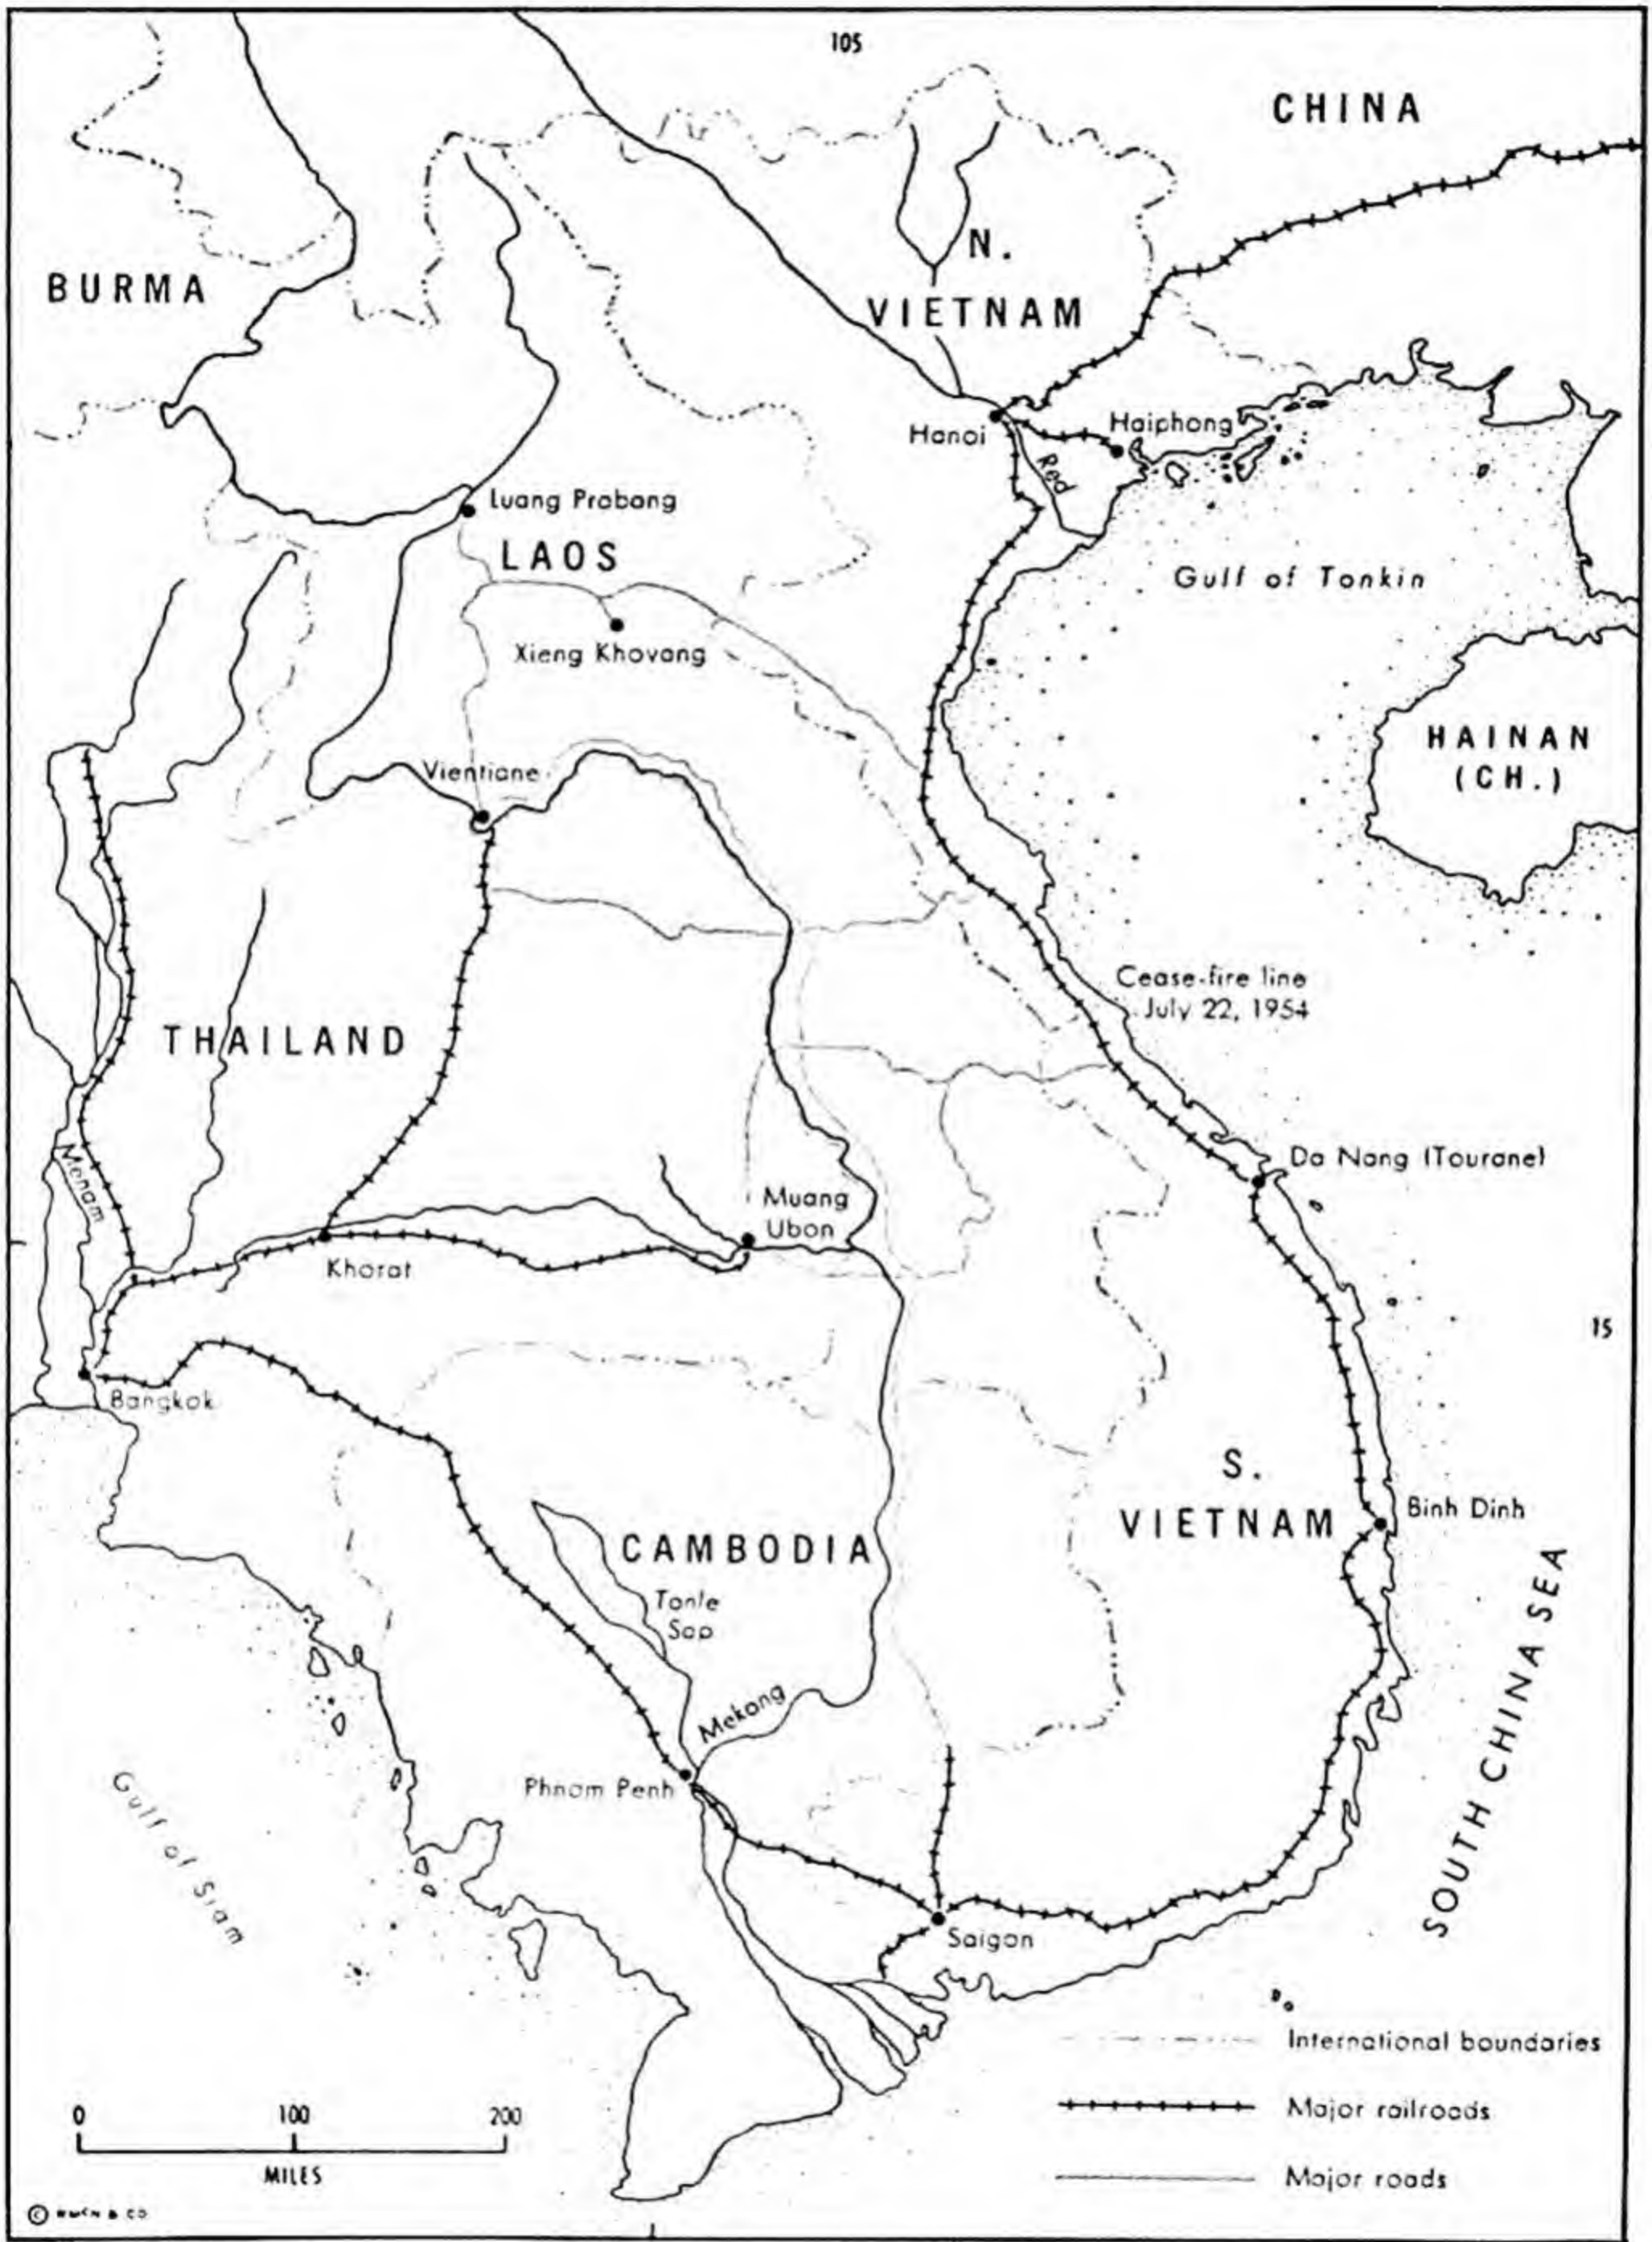 105
CHINA
BURMA
N.
VIETNAM
Hanoi
Haiphong
Red
Luang Prabang
LAOS
Gulf of Tonkin
Xieng Khovang
HAINAN
(CH.)
Vientiane
Cease-fire line
July 22, 1954
THAILAND
Menam
Da Nang (Tourane)
Muang
Ubon
Khorat
15
Bangkok
S.
VIETNAM
Binh Dinh
CAMBODIA
Tonle
Sap
SOUTH CHINA SEA
Mekong
Phnom Penh
Gulf of Siam
Saigon
International boundaries
Major railroads
Major roads
0 100 200
MILES
©